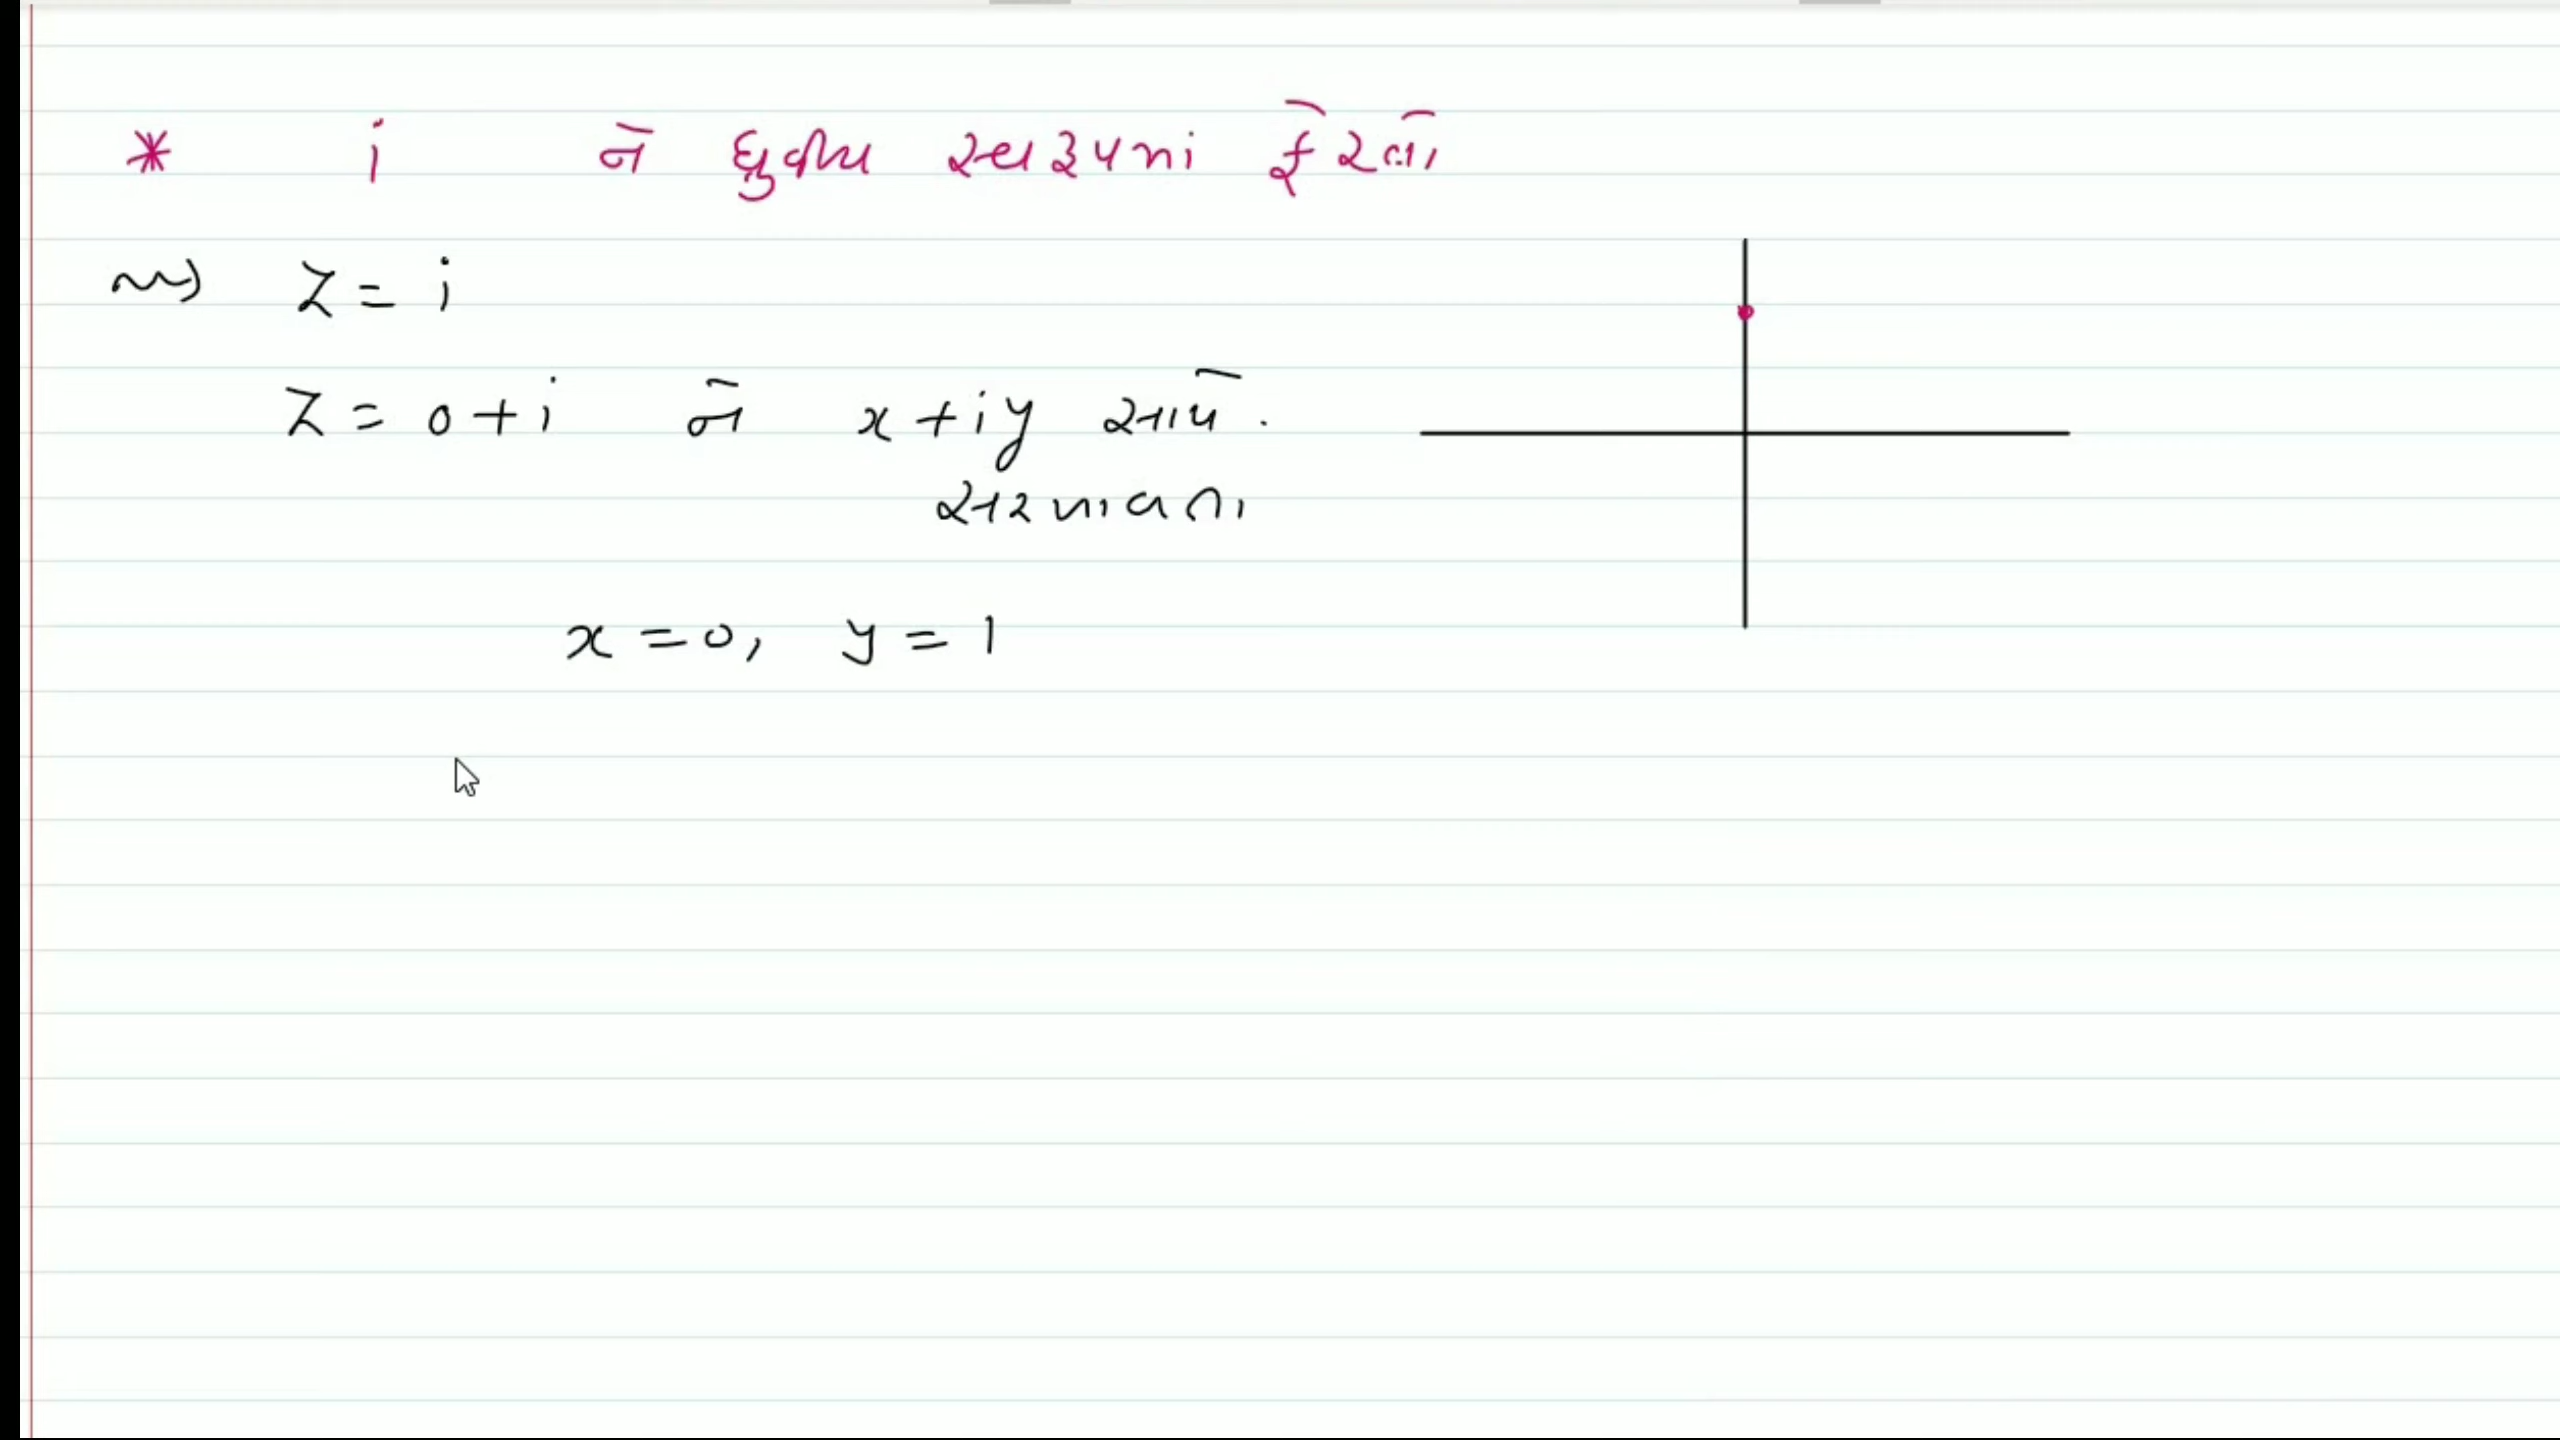 * i ને ધ્રુવીય સ્વરૂપમાં ફેરવો
⇝ Z = i
Z = 0 + i ને x + iy સાથે.
સરખાવતાં
x = 0, y = 1